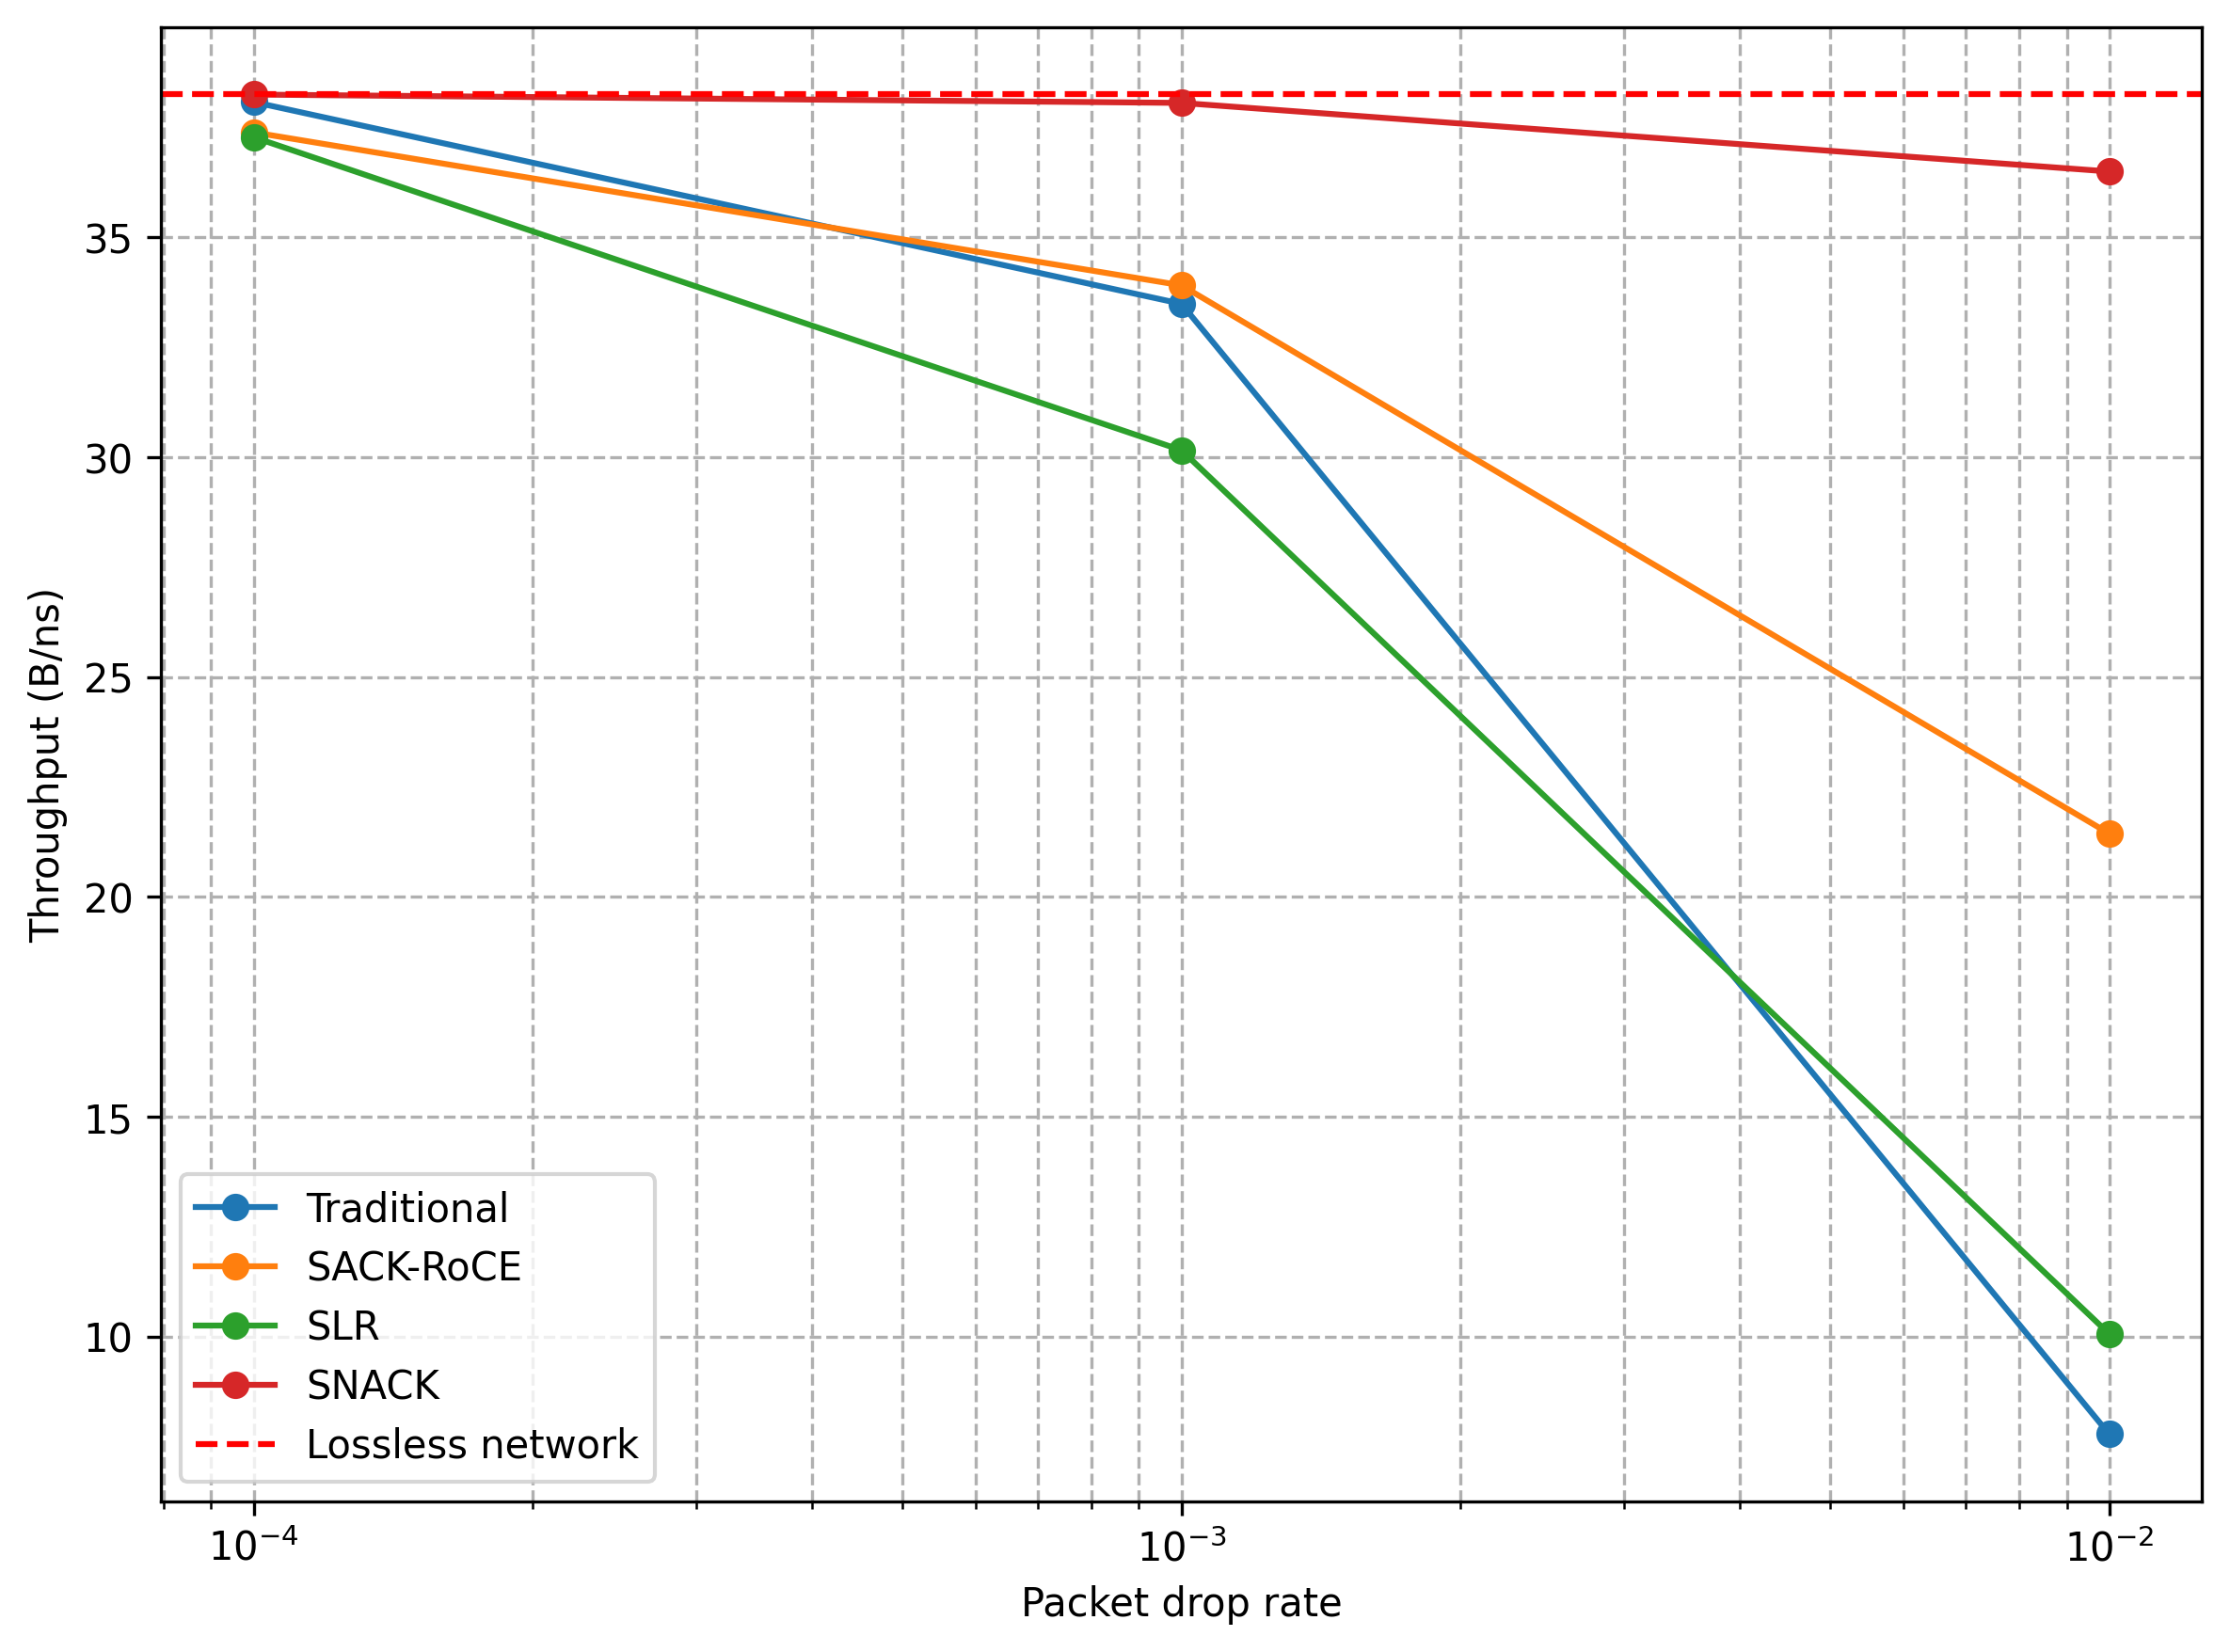 35
30
25
20
15
10
Throughput (B/ns)
Traditional
SACK-RoCE
SLR
SNACK
Lossless network
10⁻⁴
10⁻³
10⁻²
Packet drop rate